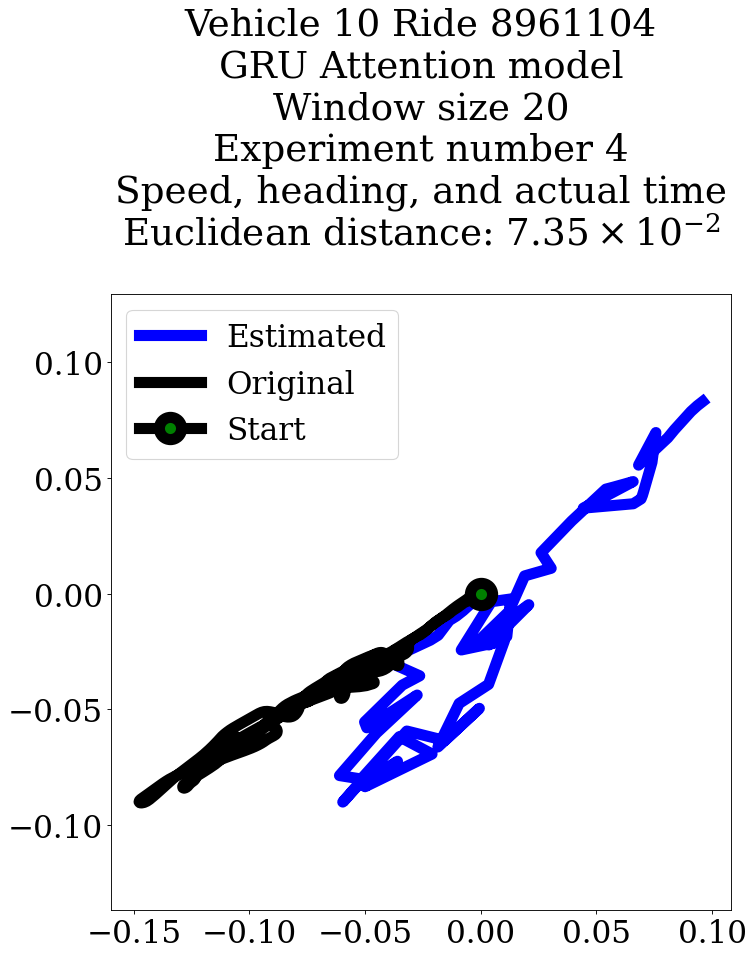 Vehicle 10 Ride 8961104
GRU Attention model
Window size 20
Experiment number 4
Speed, heading, and actual time
Euclidean distance: 7.35 × 10⁻²
Estimated
Original
Start
0.10
0.05
0.00
−0.05
−0.10
−0.15 −0.10 −0.05 0.00 0.05 0.10